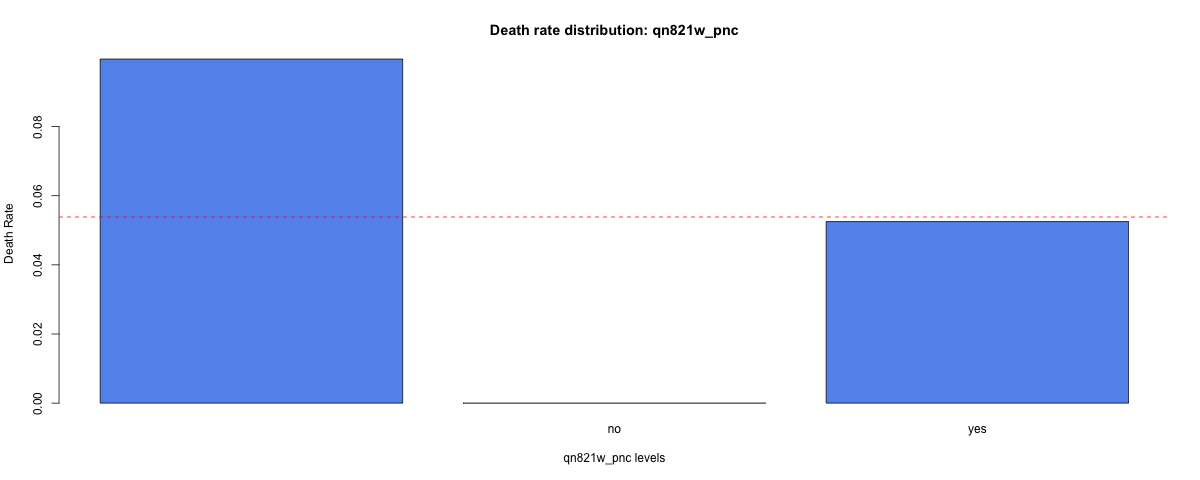 Death rate distribution: qn821w_pnc
Death Rate
0.08
0.06
0.04
0.02
0.00
no
yes
qn821w_pnc levels